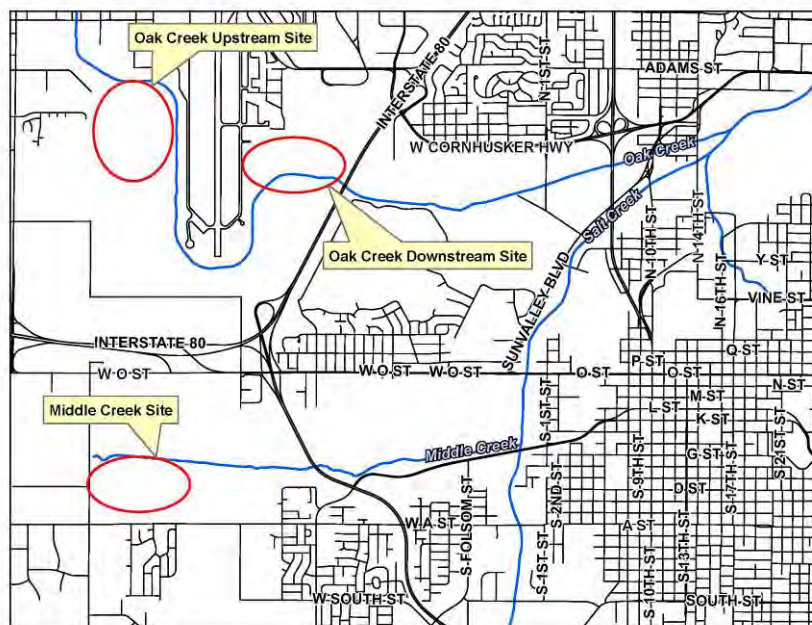 Oak Creek Upstream Site
ADAMS ST
N 1ST ST
INTERSTATE 80
W CORNHUSKER HWY
Oak Creek
Salt Creek
Oak Creek Downstream Site
N 10TH ST
N 14TH ST
N 16TH ST
Y ST
VINE ST
SUNVALLEY BLVD
INTERSTATE 80
W O ST
W O ST
W O ST
O ST
P ST
O ST
Q ST
N ST
M ST
L ST
K ST
S 1ST ST
S 9TH ST
S 17TH ST
S 21ST ST
Middle Creek Site
Middle Creek
G ST
D ST
S 2ND ST
S FOLSOM ST
W A ST
A ST
S 13TH ST
S 1ST ST
S 10TH ST
W SOUTH ST
SOUTH ST